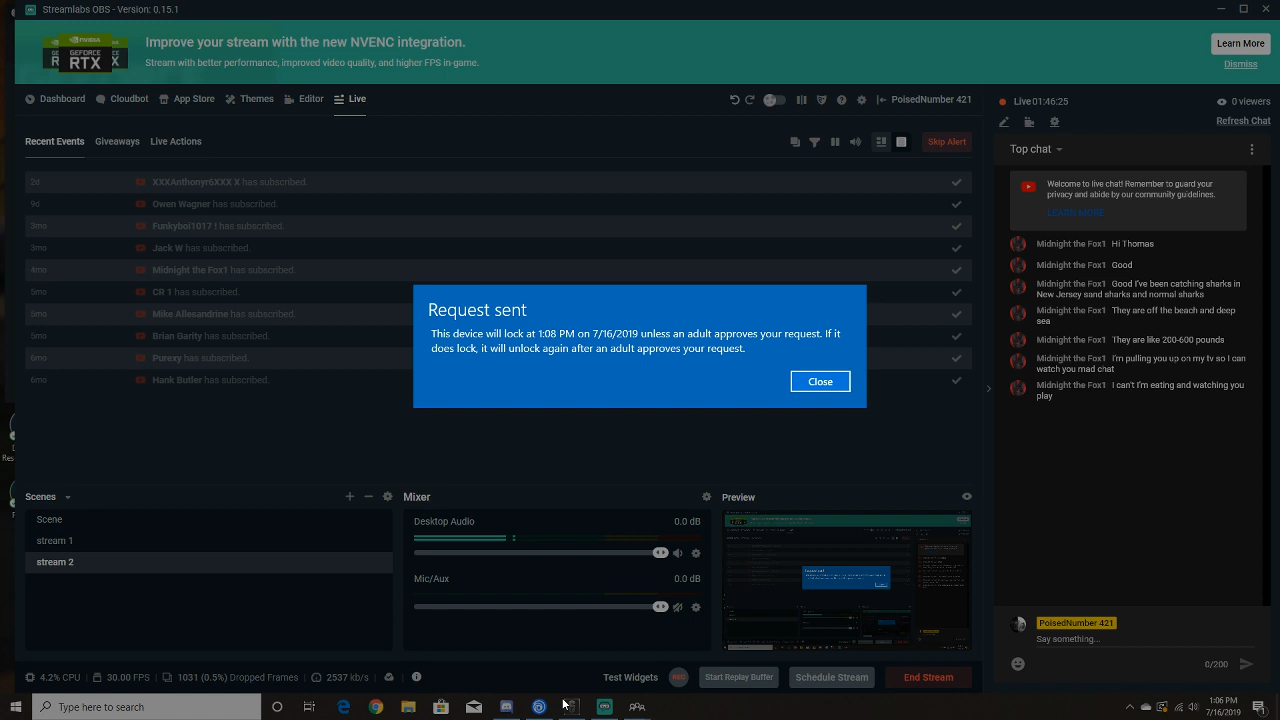 Streamlabs OBS - Version: 0.15.1
NVIDIA
GEFORCE
RTX
Improve your stream with the new NVENC integration.
Stream with better performance, improved video quality, and higher FPS in-game.
Learn More
Dismiss
Dashboard
Cloudbot
App Store
Themes
Editor
Live
PoisedNumber 421
Live 01:46:25
0 viewers
Refresh Chat
Recent Events
Giveaways
Live Actions
Skip Alert
Top chat
2d XXXAnthonyr6XXX X has subscribed.
9d Owen Wagner has subscribed.
3mo Funkyboi1017 ! has subscribed.
3mo Jack W has subscribed.
4mo Midnight the Fox1 has subscribed.
5mo CR 1 has subscribed.
5mo Mike Allesandrine has subscribed.
5mo Brian Garity has subscribed.
6mo Purexy has subscribed.
6mo Hank Butler has subscribed.
Request sent
This device will lock at 1:08 PM on 7/16/2019 unless an adult approves your request. If it
does lock, it will unlock again after an adult approves your request.
Close
Welcome to live chat! Remember to guard your
privacy and abide by our community guidelines.
LEARN MORE
Midnight the Fox1 Hi Thomas
Midnight the Fox1 Good
Midnight the Fox1 Good I've been catching sharks in
New Jersey sand sharks and normal sharks
Midnight the Fox1 They are off the beach and deep
sea
Midnight the Fox1 They are like 200-600 pounds
Midnight the Fox1 I'm pulling you up on my tv so I can
watch you mad chat
Midnight the Fox1 I can't I'm eating and watching you
play
Scenes
Scene
stream 1
stream 2
Mixer
Desktop Audio 0.0 dB
Mic/Aux 0.0 dB
Preview
PoisedNumber 421
Say something...
0/200
4.2% CPU
30.00 FPS
1031 (0.5%) Dropped Frames
2537 kb/s
Test Widgets
REC
Start Replay Buffer
Schedule Stream
End Stream
Type here to search
1:06 PM
7/16/2019